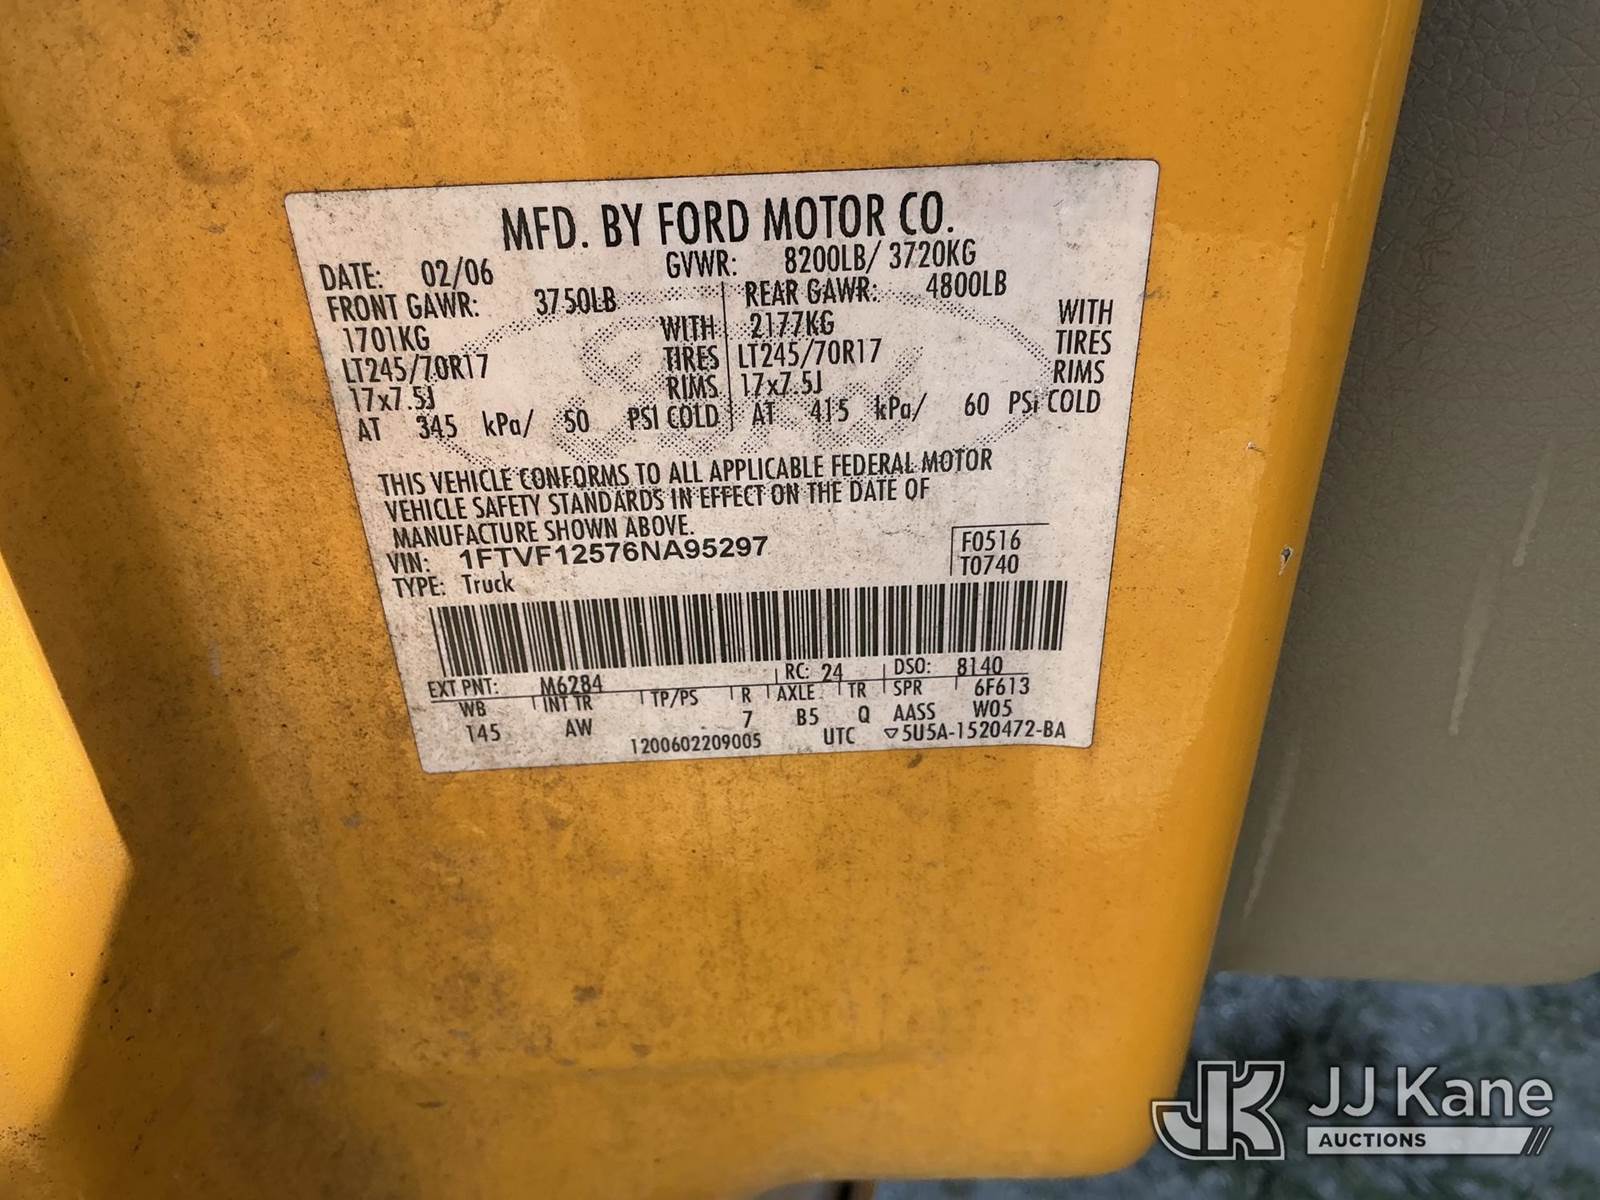 MFD. BY FORD MOTOR CO.
DATE: 02/06 GVWR: 8200LB/ 3720KG
FRONT GAWR: 3750LB REAR GAWR: 4800LB
1701KG WITH 2177KG WITH
LT245/70R17 TIRES LT245/70R17 TIRES
17x7.5J RIMS 17x7.5J RIMS
AT 345 kPa/ 50 PSI COLD AT 415 kPa/ 60 PSi COLD
THIS VEHICLE CONFORMS TO ALL APPLICABLE FEDERAL MOTOR
VEHICLE SAFETY STANDARDS IN EFFECT ON THE DATE OF
MANUFACTURE SHOWN ABOVE.
VIN: 1FTVF12576NA95297 F0516
TYPE: Truck T0740
EXT PNT: M6284 RC: 24 DSO: 8140
WB INT TR TP/PS R AXLE TR SPR 6F613
T45 AW 7 B5 Q AASS W05
1200602209005 UTC ▽5U5A-1520472-BA
JK JJ Kane
AUCTIONS